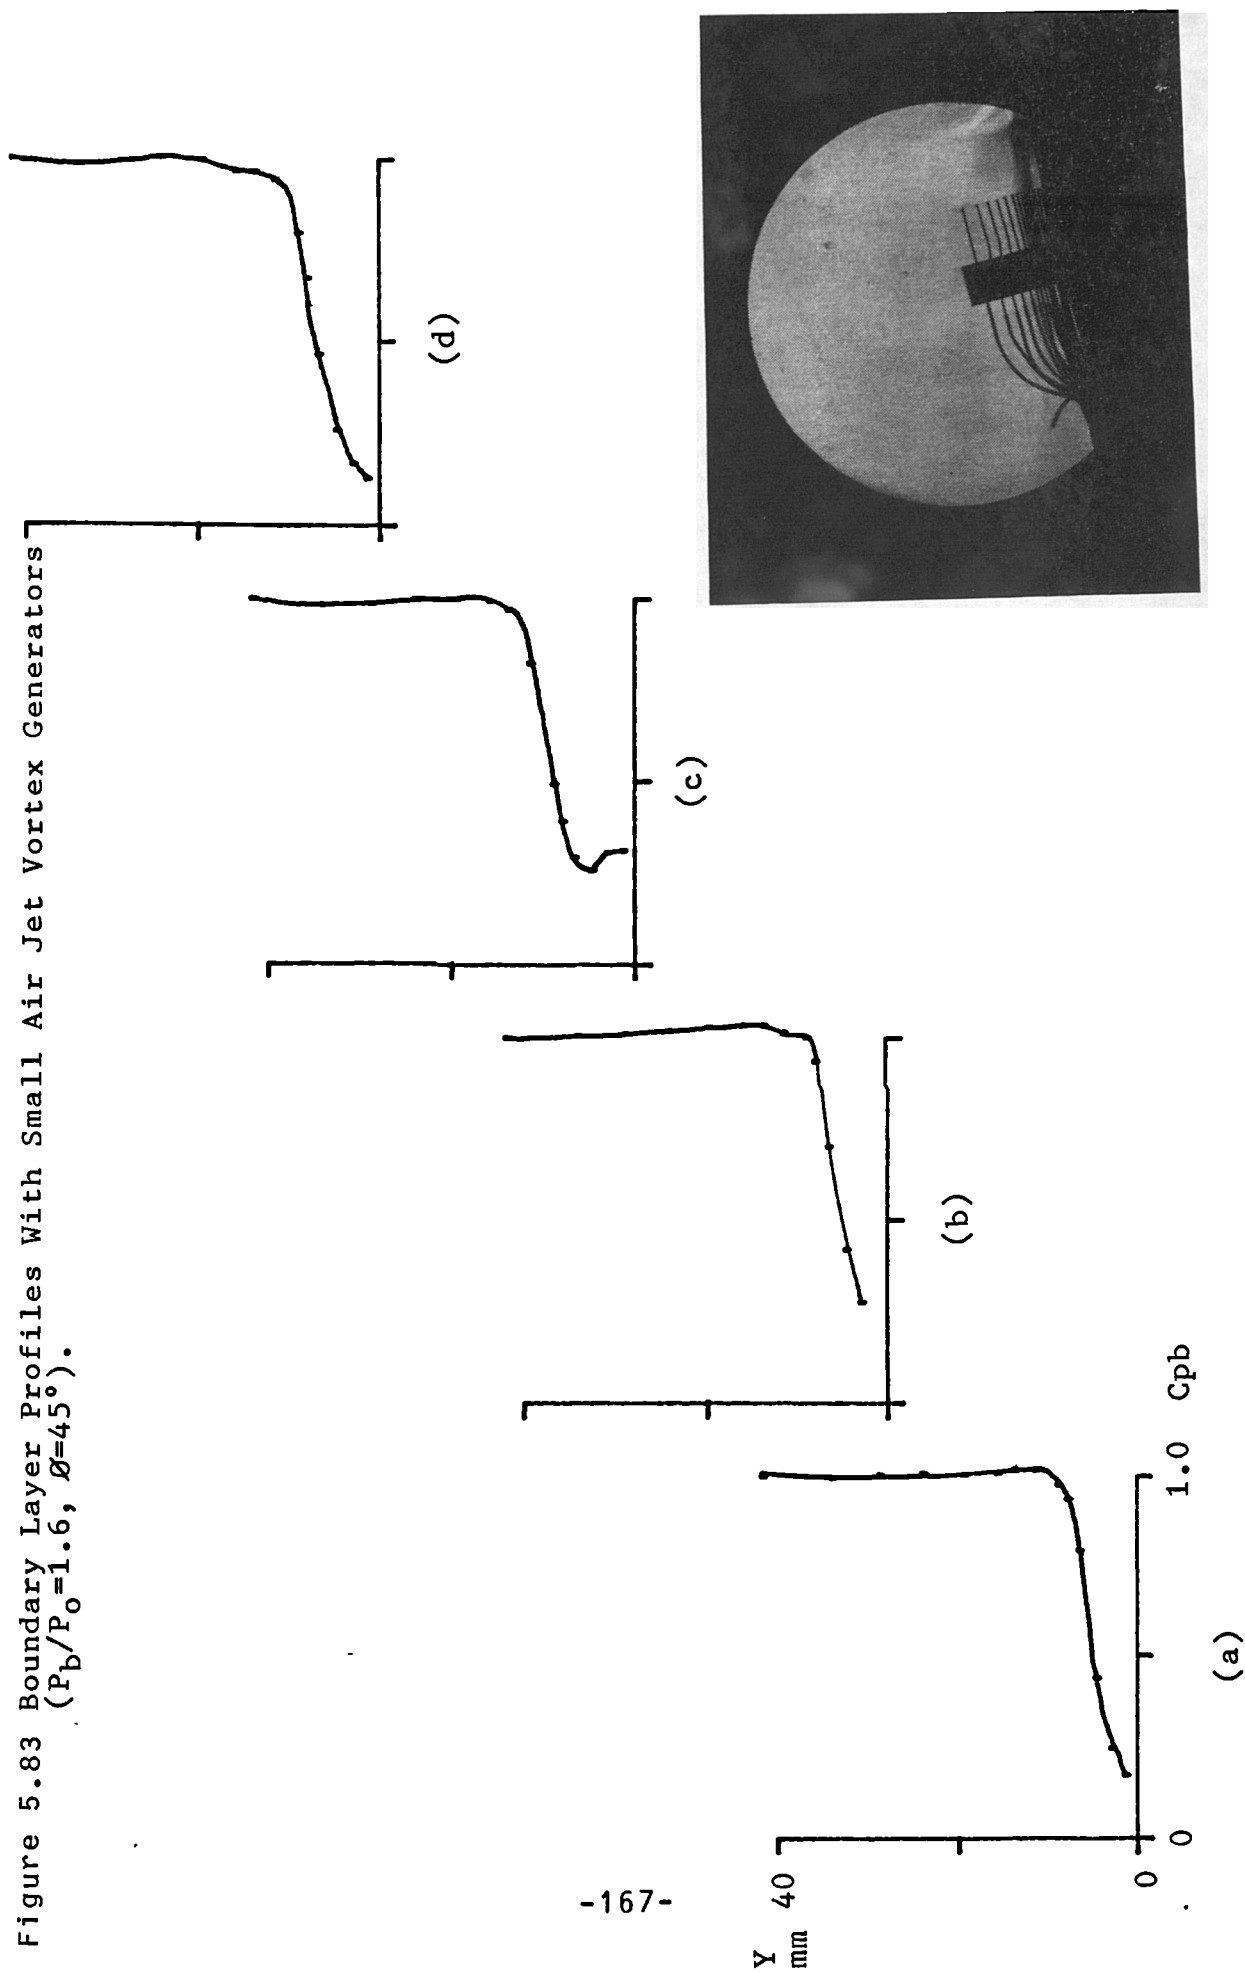 Figure 5.83 Boundary Layer Profiles With Small Air Jet Vortex Generators
(Pb/Po=1.6, Ø=45°).
(d)
(c)
(b)
Y
mm
40
0
0
1.0 Cpb
(a)
-167-